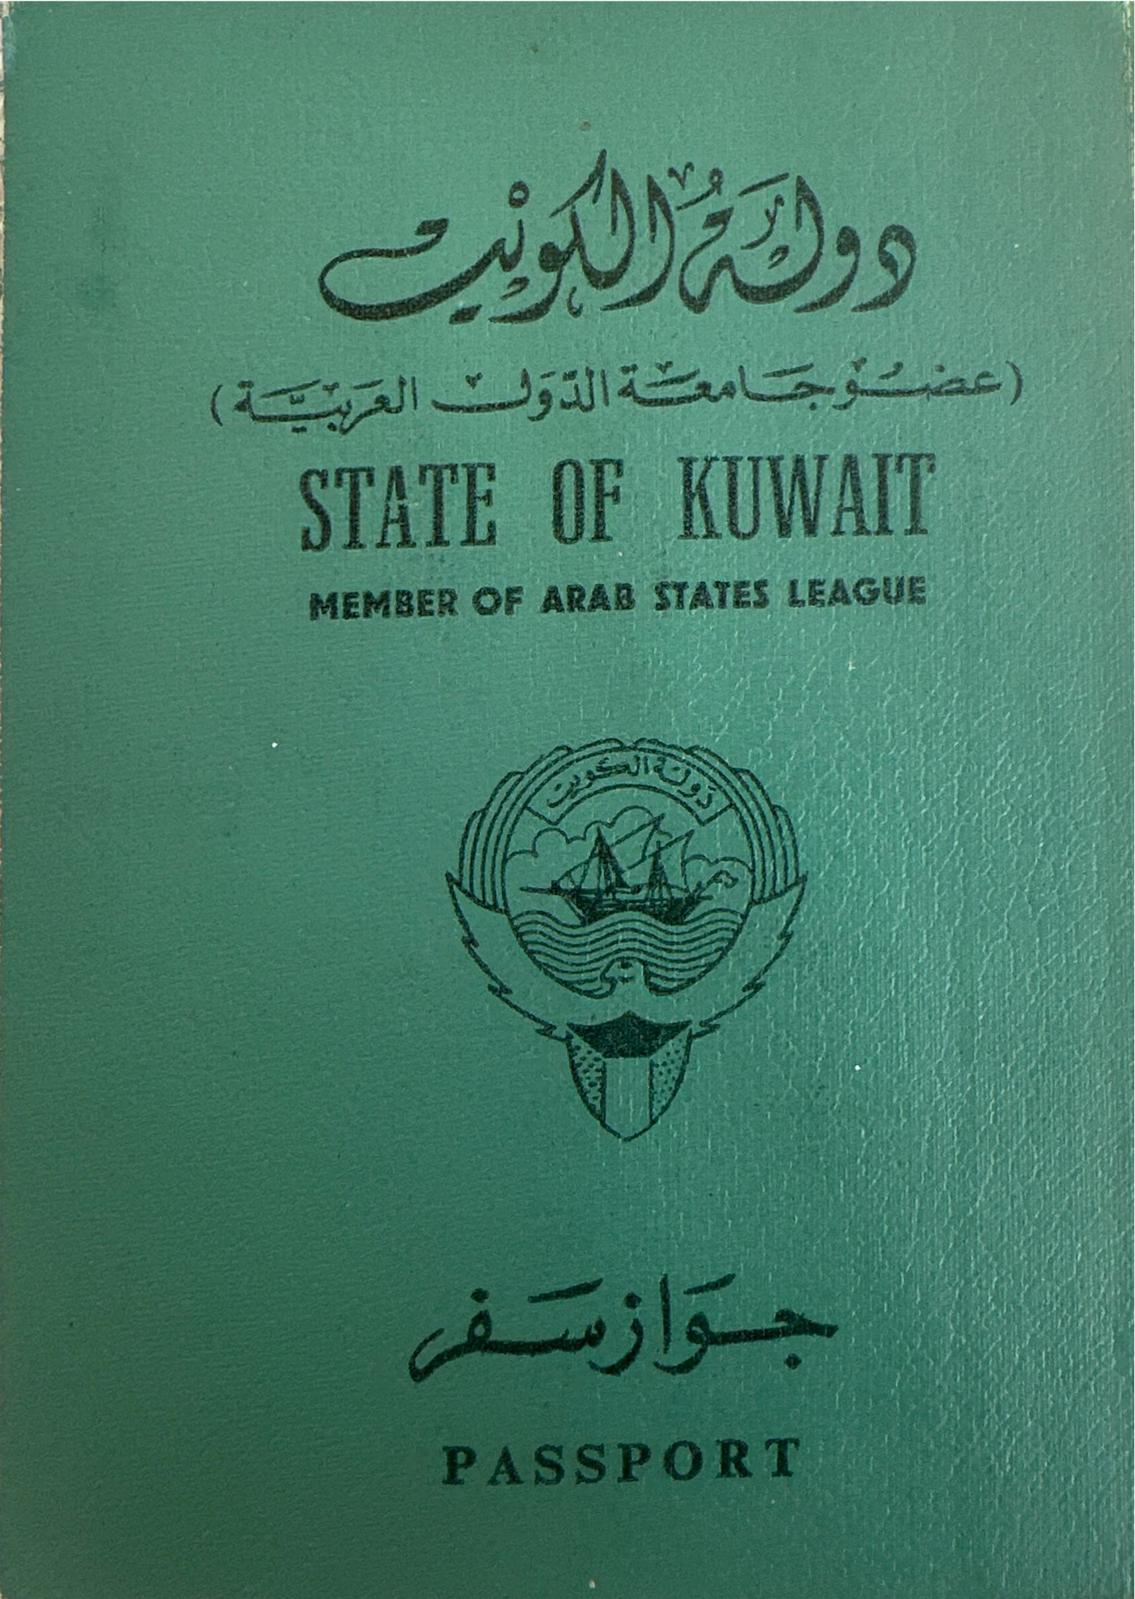 دولة الكويت
(عضو جامعة الدول العربية)
STATE OF KUWAIT
MEMBER OF ARAB STATES LEAGUE
دولة الكويت
جواز سفر
PASSPORT